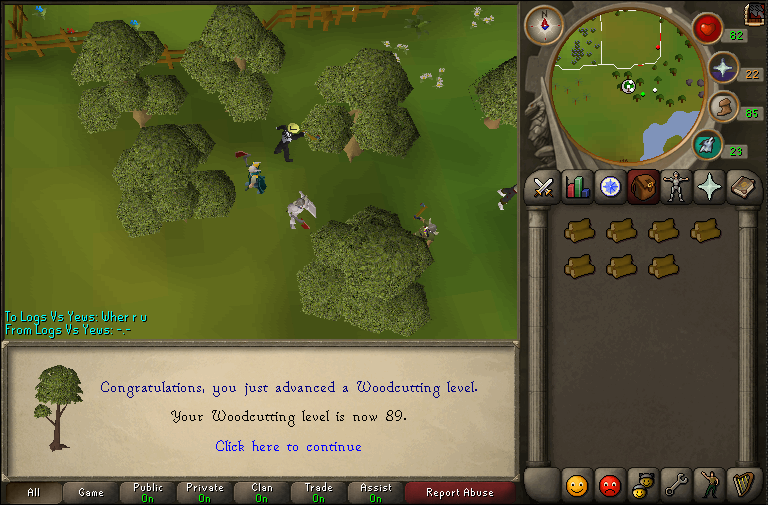 82
22
85
23
To Logs Vs Yews: Wher r u
From Logs Vs Yews: -.-
Congratulations, you just advanced a Woodcutting level.
Your Woodcutting level is now 89.
Click here to continue
All
Game
Public
On
Private
On
Clan
On
Trade
On
Assist
On
Report Abuse